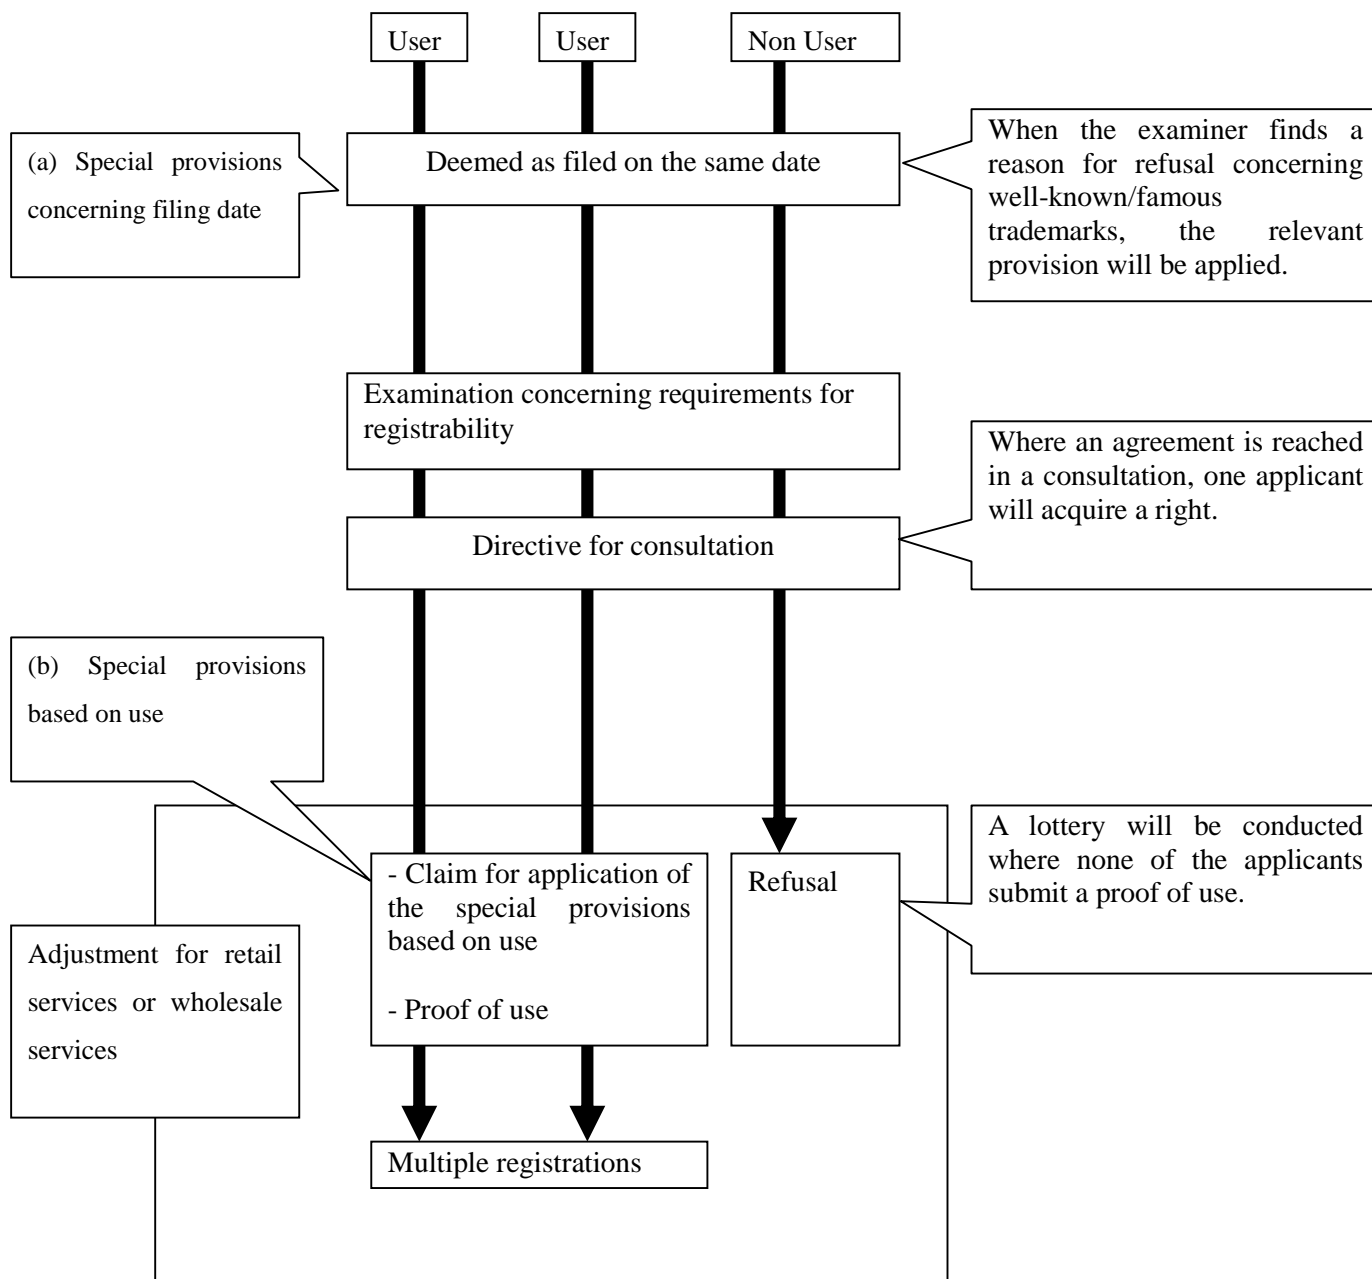 User
User
Non User
(a) Special provisions
concerning filing date
Deemed as filed on the same date
When the examiner finds a
reason for refusal concerning
well-known/famous
trademarks, the relevant
provision will be applied.
Examination concerning requirements for
registrability
Where an agreement is reached
in a consultation, one applicant
will acquire a right.
Directive for consultation
(b) Special provisions
based on use
- Claim for application of
the special provisions
based on use
- Proof of use
Refusal
A lottery will be conducted
where none of the applicants
submit a proof of use.
Adjustment for retail
services or wholesale
services
Multiple registrations